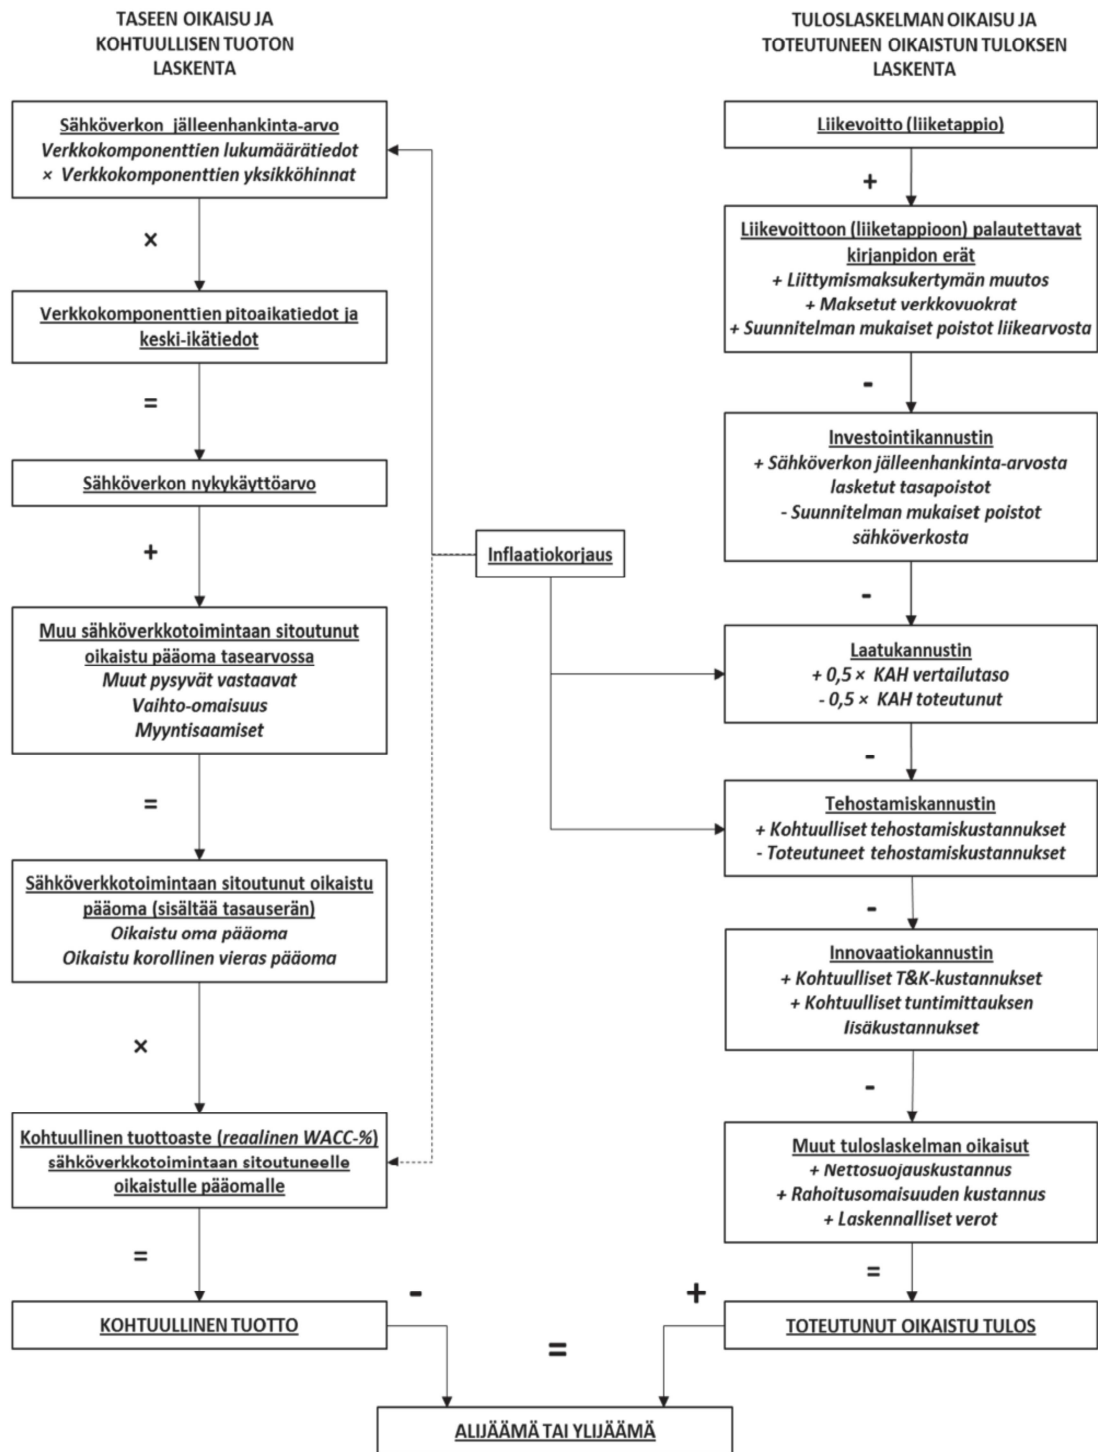 TASEEN OIKAISU JA
KOHTUULLISEN TUOTON
LASKENTA
Sähköverkon jälleenhankinta-arvo
Verkkokomponenttien lukumäärätiedot
× Verkkokomponenttien yksikköhinnat
×
Verkkokomponenttien pitoaikatiedot ja
keski-ikätiedot
=
Sähköverkon nykykäyttöarvo
+
Muu sähköverkkotoimintaan sitoutunut
oikaistu pääoma tasearvossa
Muut pysyvät vastaavat
Vaihto-omaisuus
Myyntisaamiset
=
Sähköverkkotoimintaan sitoutunut oikaistu
pääoma (sisältää tasauserän)
Oikaistu oma pääoma
Oikaistu korollinen vieras pääoma
×
Kohtuullinen tuottoaste (reaalinen WACC-%)
sähköverkkotoimintaan sitoutuneelle
oikaistulle pääomalle
=
KOHTUULLINEN TUOTTO
-
Inflaatiokorjaus
TULOSLASKELMAN OIKAISU JA
TOTEUTUNEEN OIKAISTUN TULOKSEN
LASKENTA
Liikevoitto (liiketappio)
+
Liikevoittoon (liiketappioon) palautettavat
kirjanpidon erät
+ Liittymismaksukertymän muutos
+ Maksetut verkkovuokrat
+ Suunnitelman mukaiset poistot liikearvosta
-
Investointikannustin
+ Sähköverkon jälleenhankinta-arvosta
lasketut tasapoistot
- Suunnitelman mukaiset poistot
sähköverkosta
-
Laatukannustin
+ 0,5 × KAH vertailutaso
- 0,5 × KAH toteutunut
-
Tehostamiskannustin
+ Kohtuulliset tehostamiskustannukset
- Toteutuneet tehostamiskustannukset
-
Innovaatiokannustin
+ Kohtuulliset T&K-kustannukset
+ Kohtuulliset tuntimittauksen
lisäkustannukset
-
Muut tuloslaskelman oikaisut
+ Nettosuojauskustannus
+ Rahoitusomaisuuden kustannus
+ Laskennalliset verot
=
TOTEUTUNUT OIKAISTU TULOS
+
=
ALIJÄÄMÄ TAI YLIJÄÄMÄ